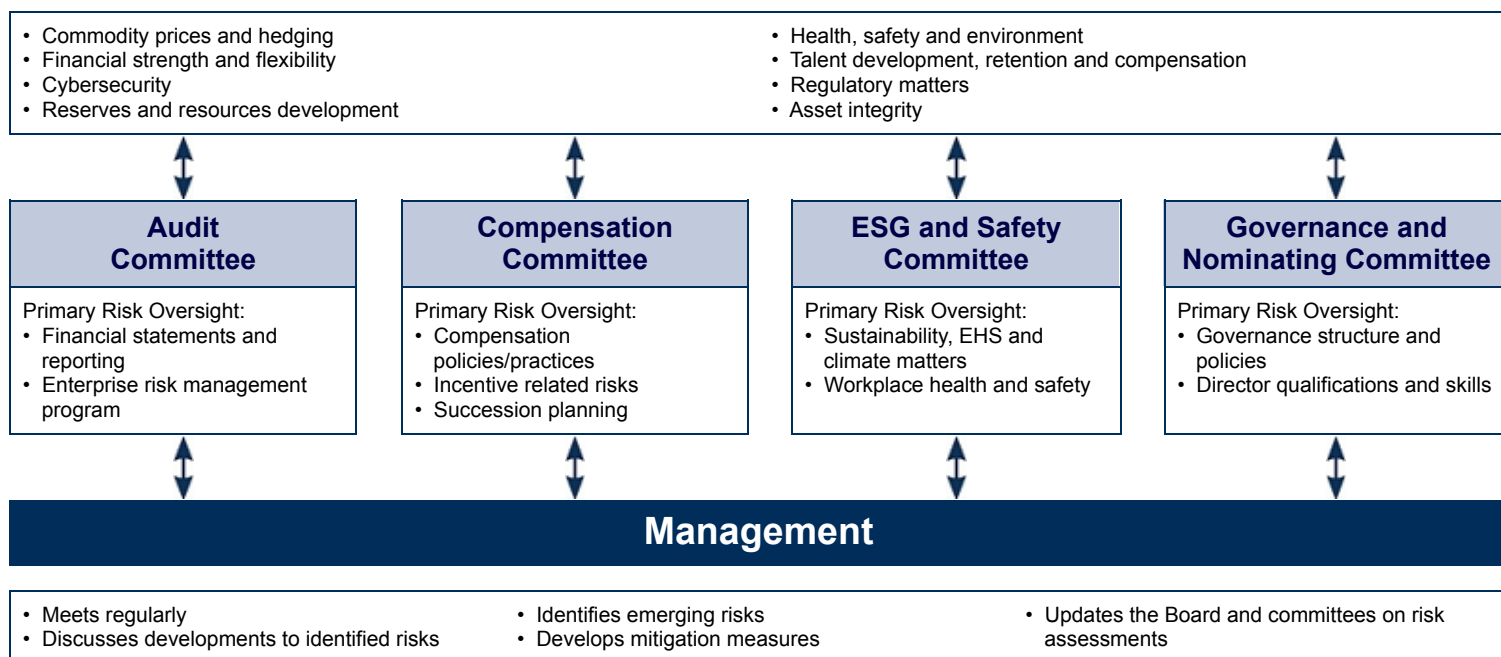 • Commodity prices and hedging
• Financial strength and flexibility
• Cybersecurity
• Reserves and resources development
• Health, safety and environment
• Talent development, retention and compensation
• Regulatory matters
• Asset integrity
Audit
Committee
Primary Risk Oversight:
• Financial statements and
reporting
• Enterprise risk management
program
Compensation
Committee
Primary Risk Oversight:
• Compensation
policies/practices
• Incentive related risks
• Succession planning
ESG and Safety
Committee
Primary Risk Oversight:
• Sustainability, EHS and
climate matters
• Workplace health and safety
Governance and
Nominating Committee
Primary Risk Oversight:
• Governance structure and
policies
• Director qualifications and skills
Management
• Meets regularly
• Discusses developments to identified risks
• Identifies emerging risks
• Develops mitigation measures
• Updates the Board and committees on risk
assessments